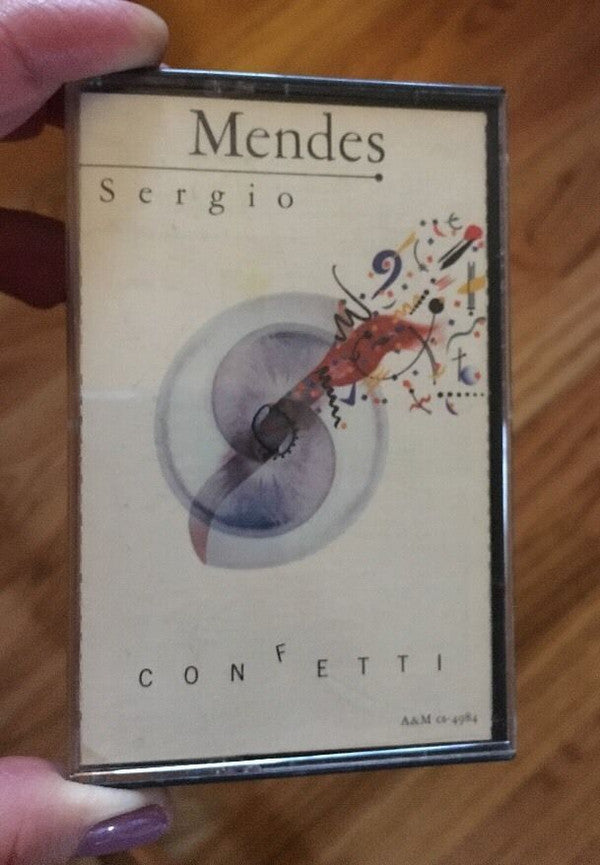 Mendes
Sergio
CONFETTI
A&M cs-4984